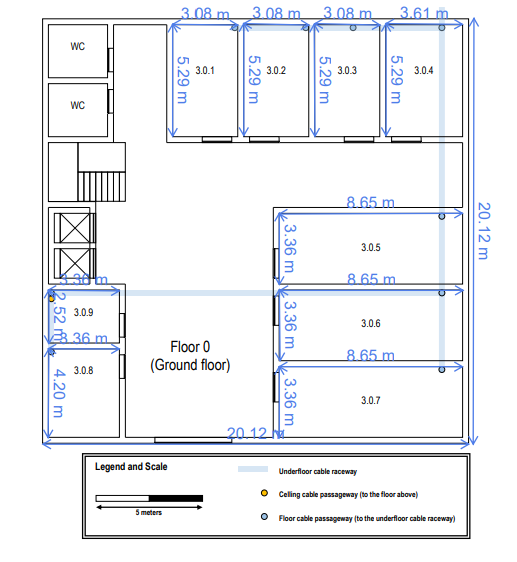 3.08 m 3.08 m 3.08 m 3.61 m
WC
5.29 m 3.0.1 5.29 m 3.0.2 5.29 m 3.0.3 5.29 m 3.0.4
WC
8.65 m
20.12 m
3.36 m 3.0.5
3.36 m 8.65 m
2.52 m 3.0.9 3.36 m 3.0.6
3.36 m 8.65 m
Floor 0
(Ground floor)
4.20 m 3.0.8 3.36 m 3.0.7
20.12 m
Legend and Scale
Underfloor cable raceway
Celling cable passageway (to the floor above)
5 meters
Floor cable passageway (to the underfloor cable raceway)